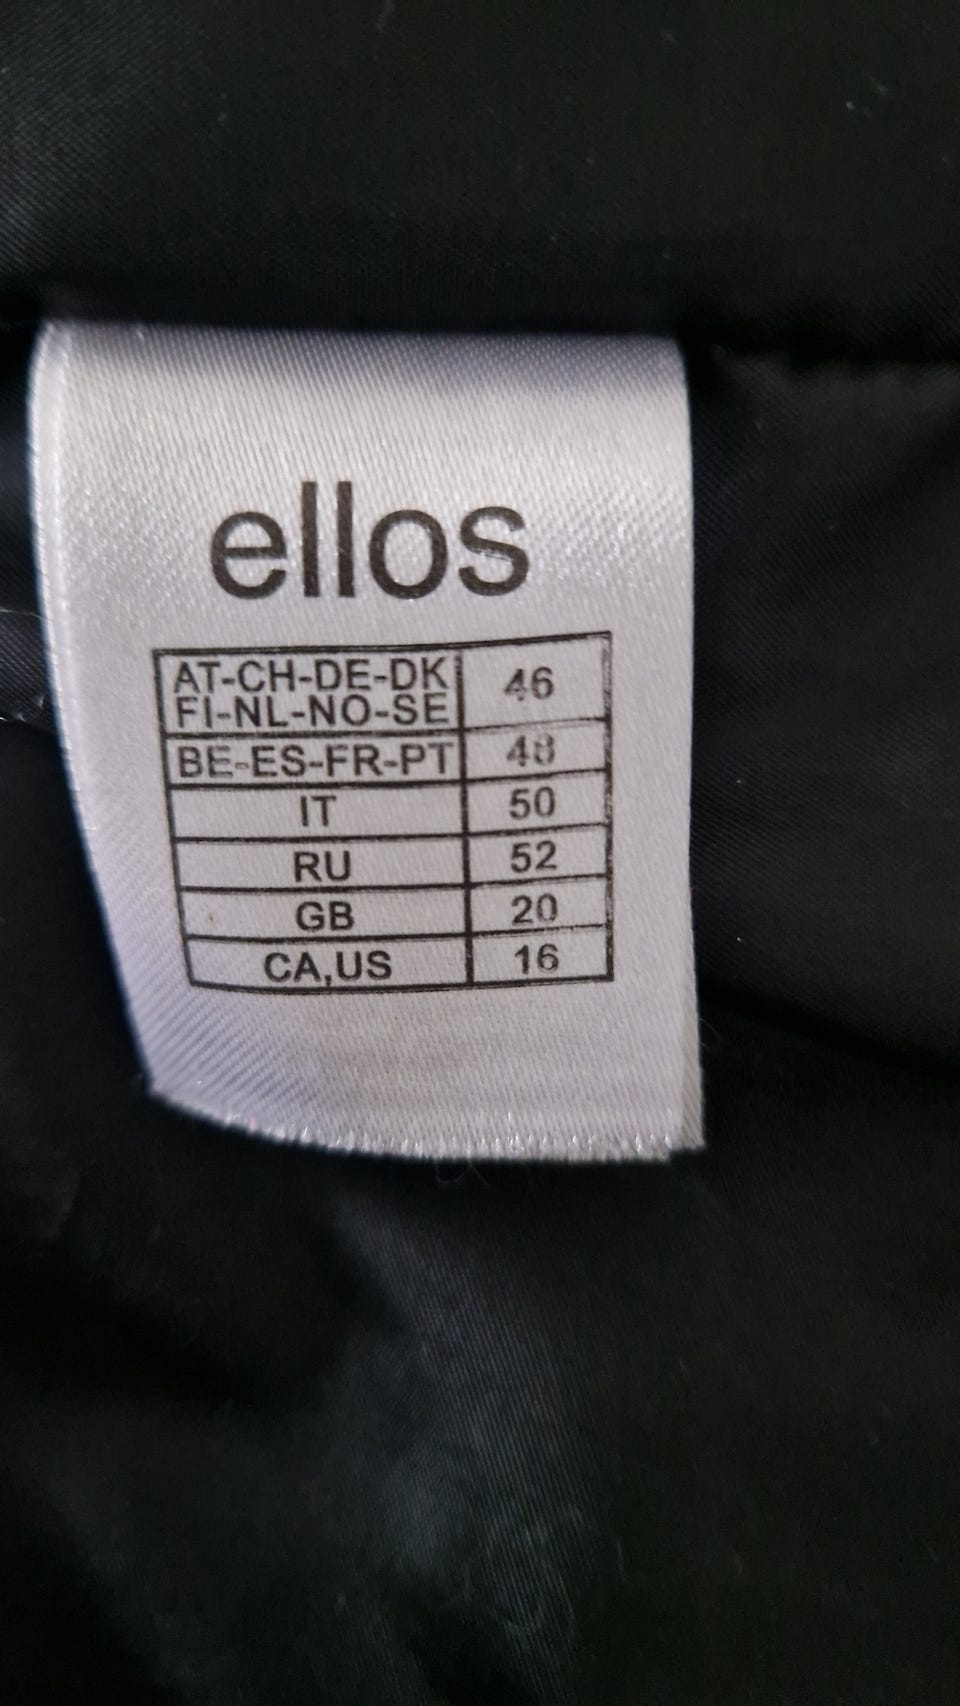 ellos
AT-CH-DE-DK 46
FI-NL-NO-SE
BE-ES-FR-PT 48
IT 50
RU 52
GB 20
CA,US 16